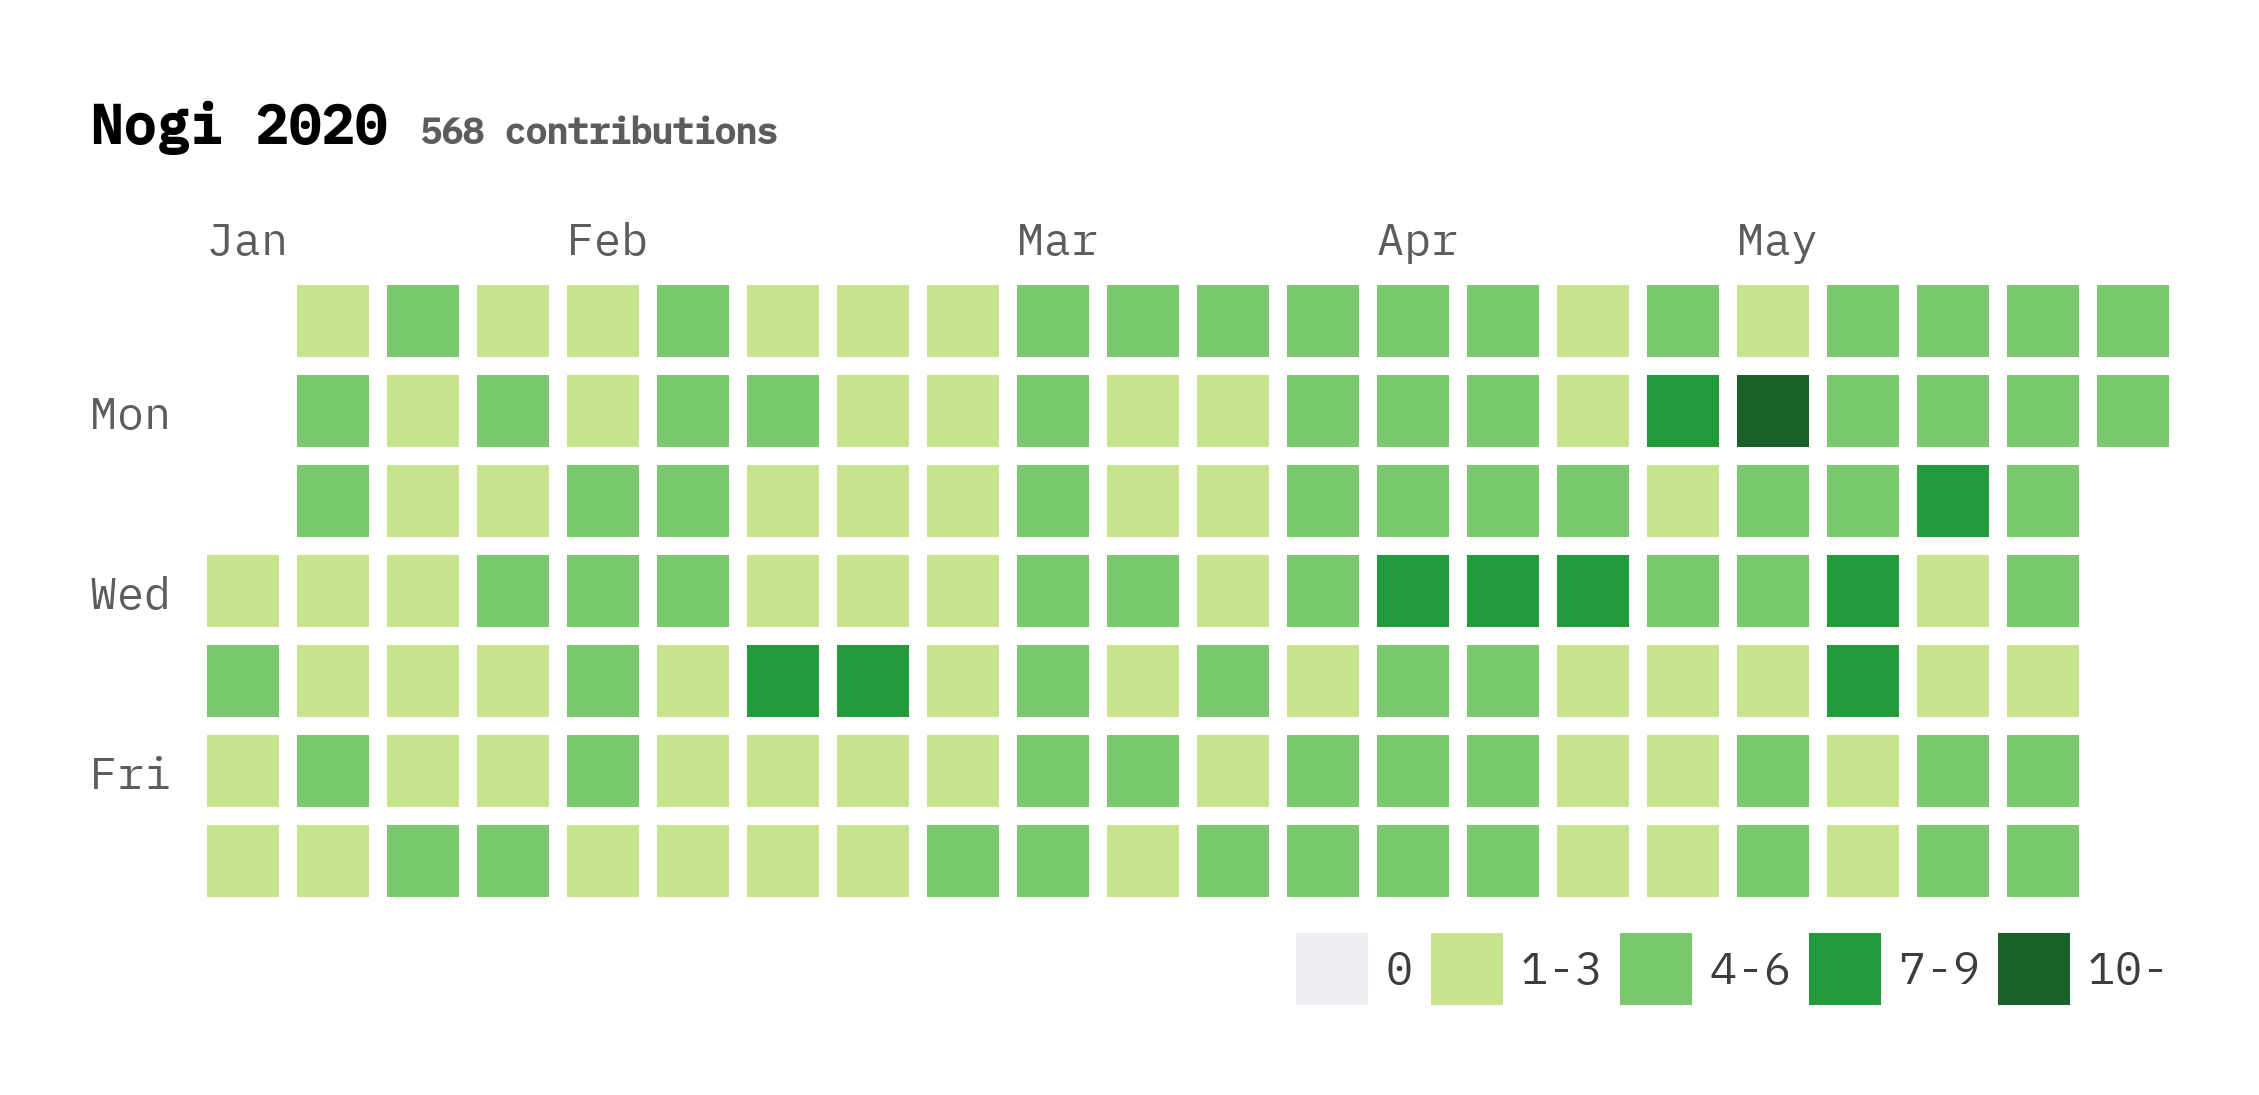 Nogi 2020 568 contributions
Jan Feb Mar Apr May
Mon
Wed
Fri
0 1-3 4-6 7-9 10-